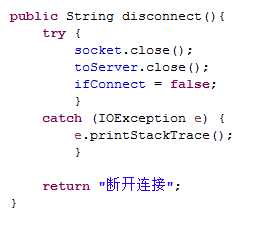 public String disconnect(){
    try {
        socket.close();
        toServer.close();
        ifConnect = false;
        }
    catch (IOException e) {
        e.printStackTrace();
        }

    return "断开连接";
}